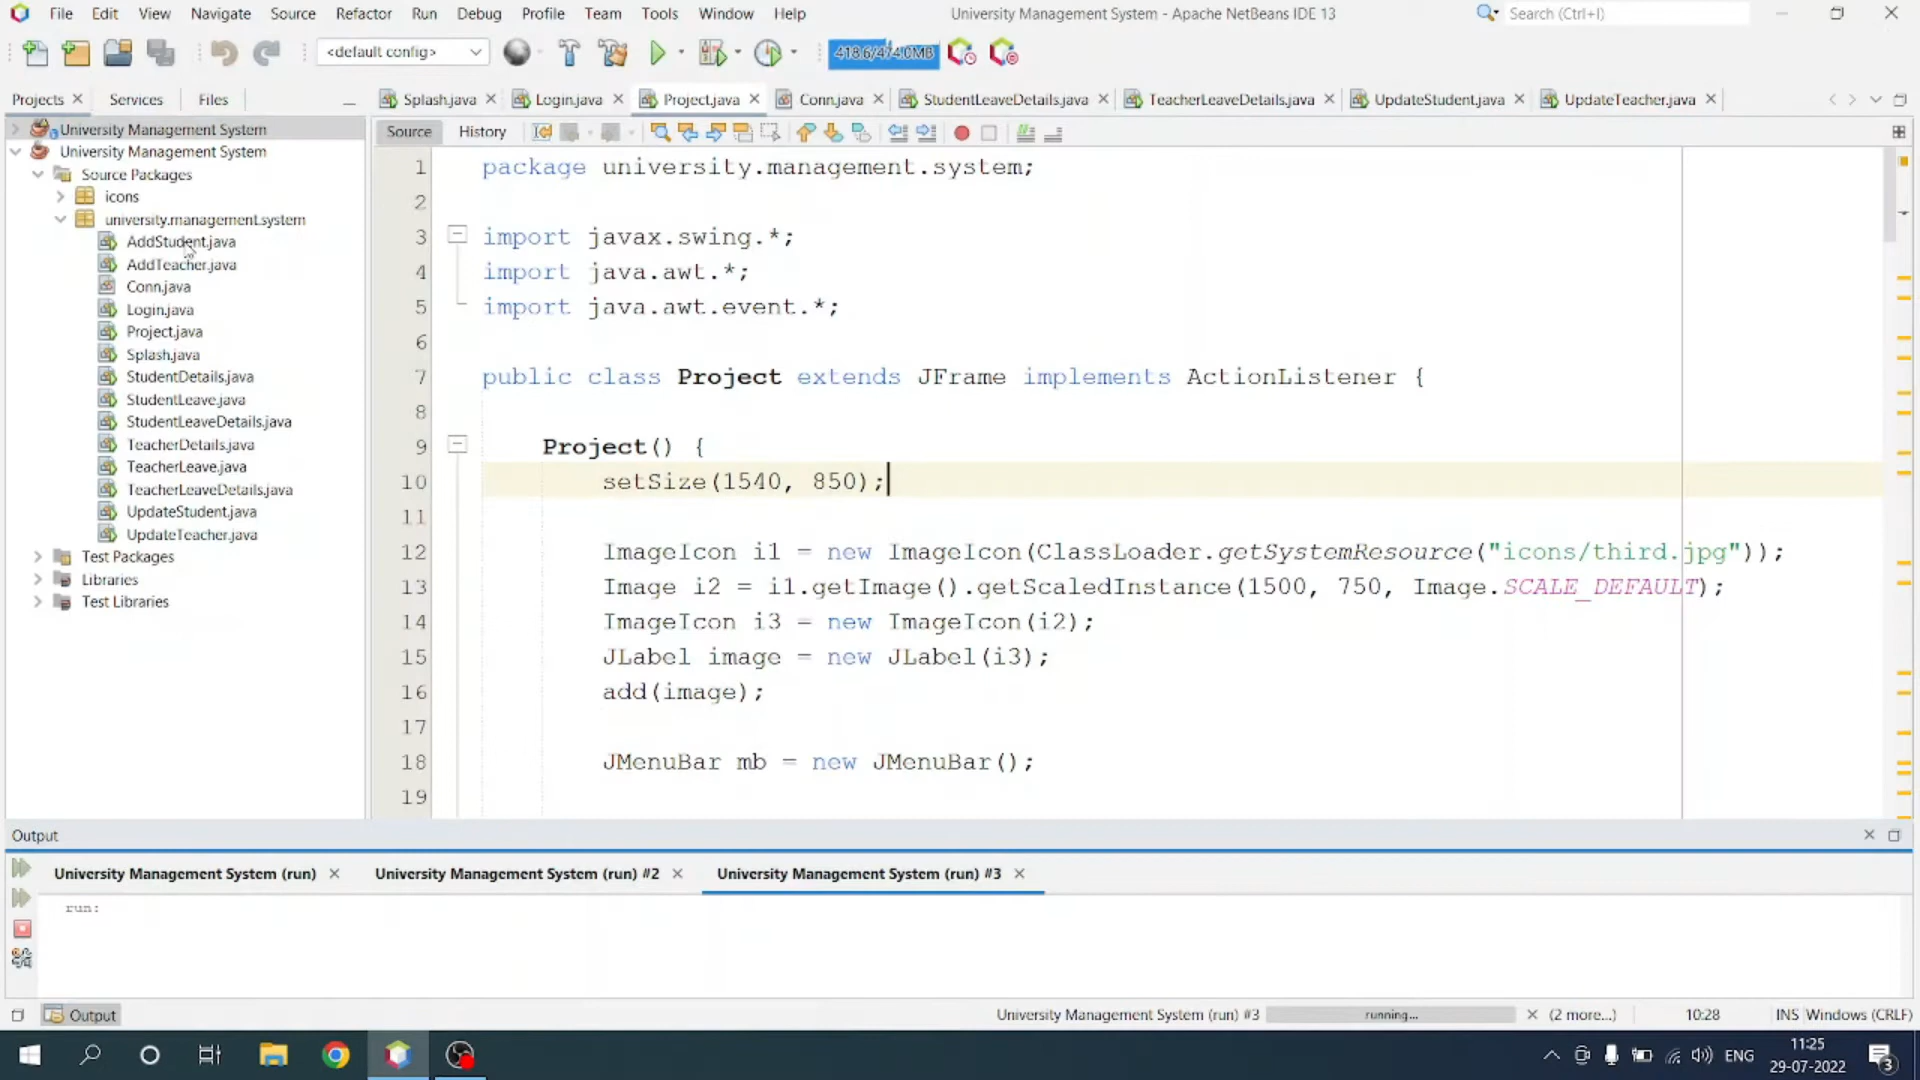 File Edit View Navigate Source Refactor Run Debug Profile Team Tools Window Help
University Management System - Apache NetBeans IDE 13
Search (Ctrl+I)
<default config>
418.6/474.0MB
Projects
Services
Files
Splash.java
Login.java
Project.java
Conn.java
StudentLeaveDetails.java
TeacherLeaveDetails.java
UpdateStudent.java
UpdateTeacher.java
University Management System
University Management System
Source Packages
icons
university.management.system
AddStudent.java
AddTeacher.java
Conn.java
Login.java
Project.java
Splash.java
StudentDetails.java
StudentLeave.java
StudentLeaveDetails.java
TeacherDetails.java
TeacherLeave.java
TeacherLeaveDetails.java
UpdateStudent.java
UpdateTeacher.java
Test Packages
Libraries
Test Libraries
Source
History
1 package university.management.system;
2
3 import javax.swing.*;
4 import java.awt.*;
5 import java.awt.event.*;
6
7 public class Project extends JFrame implements ActionListener {
8
9 Project() {
10 setSize(1540, 850);
11
12 ImageIcon i1 = new ImageIcon(ClassLoader.getSystemResource("icons/third.jpg"));
13 Image i2 = i1.getImage().getScaledInstance(1500, 750, Image.SCALE_DEFAULT);
14 ImageIcon i3 = new ImageIcon(i2);
15 JLabel image = new JLabel(i3);
16 add(image);
17
18 JMenuBar mb = new JMenuBar();
19
Output
University Management System (run)
University Management System (run) #2
University Management System (run) #3
run:
Output
University Management System (run) #3
running...
(2 more...)
10:28
INS
Windows (CRLF)
ENG
11:25
29-07-2022
3